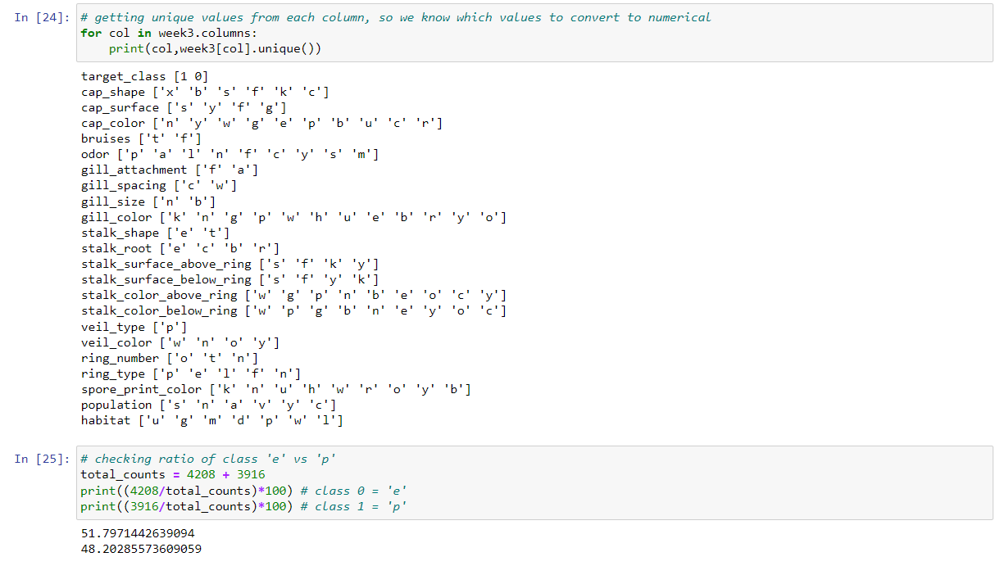 In [24]: # getting unique values from each column, so we know which values to convert to numerical
for col in week3.columns:
    print(col,week3[col].unique())
target_class [1 0]
cap_shape ['x' 'b' 's' 'f' 'k' 'c']
cap_surface ['s' 'y' 'f' 'g']
cap_color ['n' 'y' 'w' 'g' 'e' 'p' 'b' 'u' 'c' 'r']
bruises ['t' 'f']
odor ['p' 'a' 'l' 'n' 'f' 'c' 'y' 's' 'm']
gill_attachment ['f' 'a']
gill_spacing ['c' 'w']
gill_size ['n' 'b']
gill_color ['k' 'n' 'g' 'p' 'w' 'h' 'u' 'e' 'b' 'r' 'y' 'o']
stalk_shape ['e' 't']
stalk_root ['e' 'c' 'b' 'r']
stalk_surface_above_ring ['s' 'f' 'k' 'y']
stalk_surface_below_ring ['s' 'f' 'y' 'k']
stalk_color_above_ring ['w' 'g' 'p' 'n' 'b' 'e' 'o' 'c' 'y']
stalk_color_below_ring ['w' 'p' 'g' 'b' 'n' 'e' 'y' 'o' 'c']
veil_type ['p']
veil_color ['w' 'n' 'o' 'y']
ring_number ['o' 't' 'n']
ring_type ['p' 'e' 'l' 'f' 'n']
spore_print_color ['k' 'n' 'u' 'h' 'w' 'r' 'o' 'y' 'b']
population ['s' 'n' 'a' 'v' 'y' 'c']
habitat ['u' 'g' 'm' 'd' 'p' 'w' 'l']
In [25]: # checking ratio of class 'e' vs 'p'
total_counts = 4208 + 3916
print((4208/total_counts)*100) # class 0 = 'e'
print((3916/total_counts)*100) # class 1 = 'p'
51.7971442639094
48.20285573609059